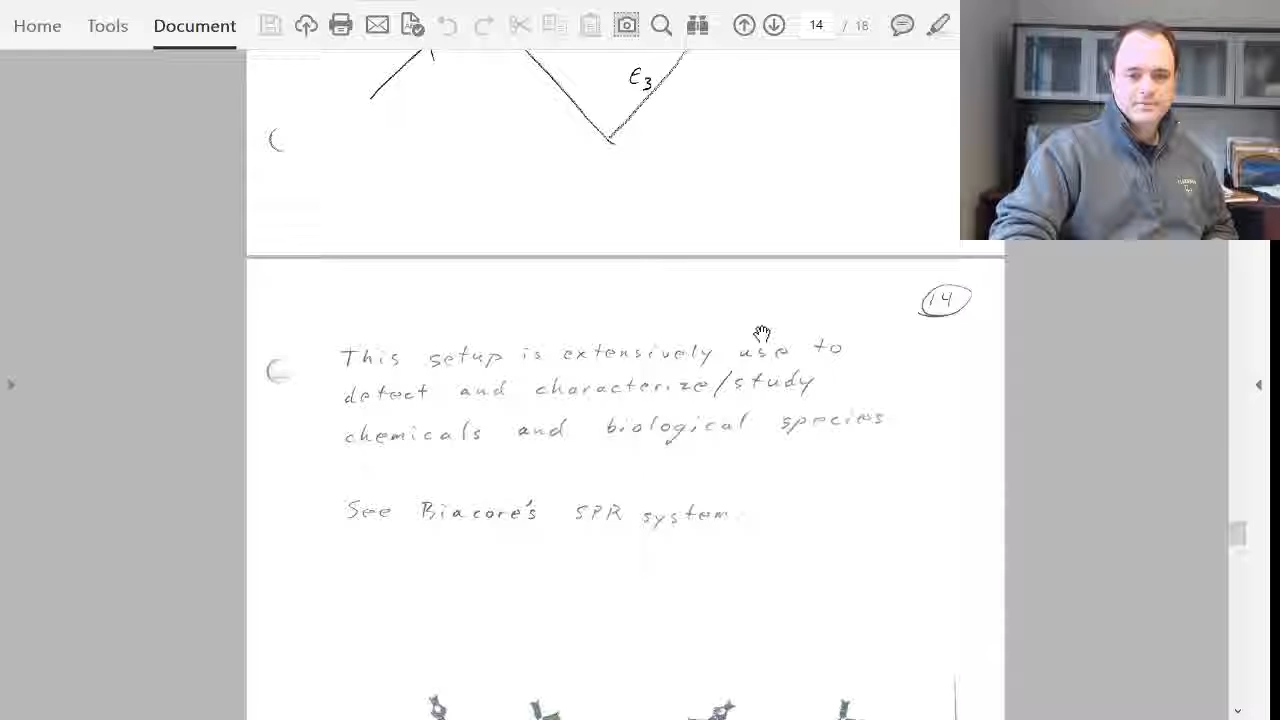 Home Tools Document 14 / 18
ε3
14
This setup is extensively use to
detect and characterize/study
chemicals and biological species
See Biacore's SPR system.